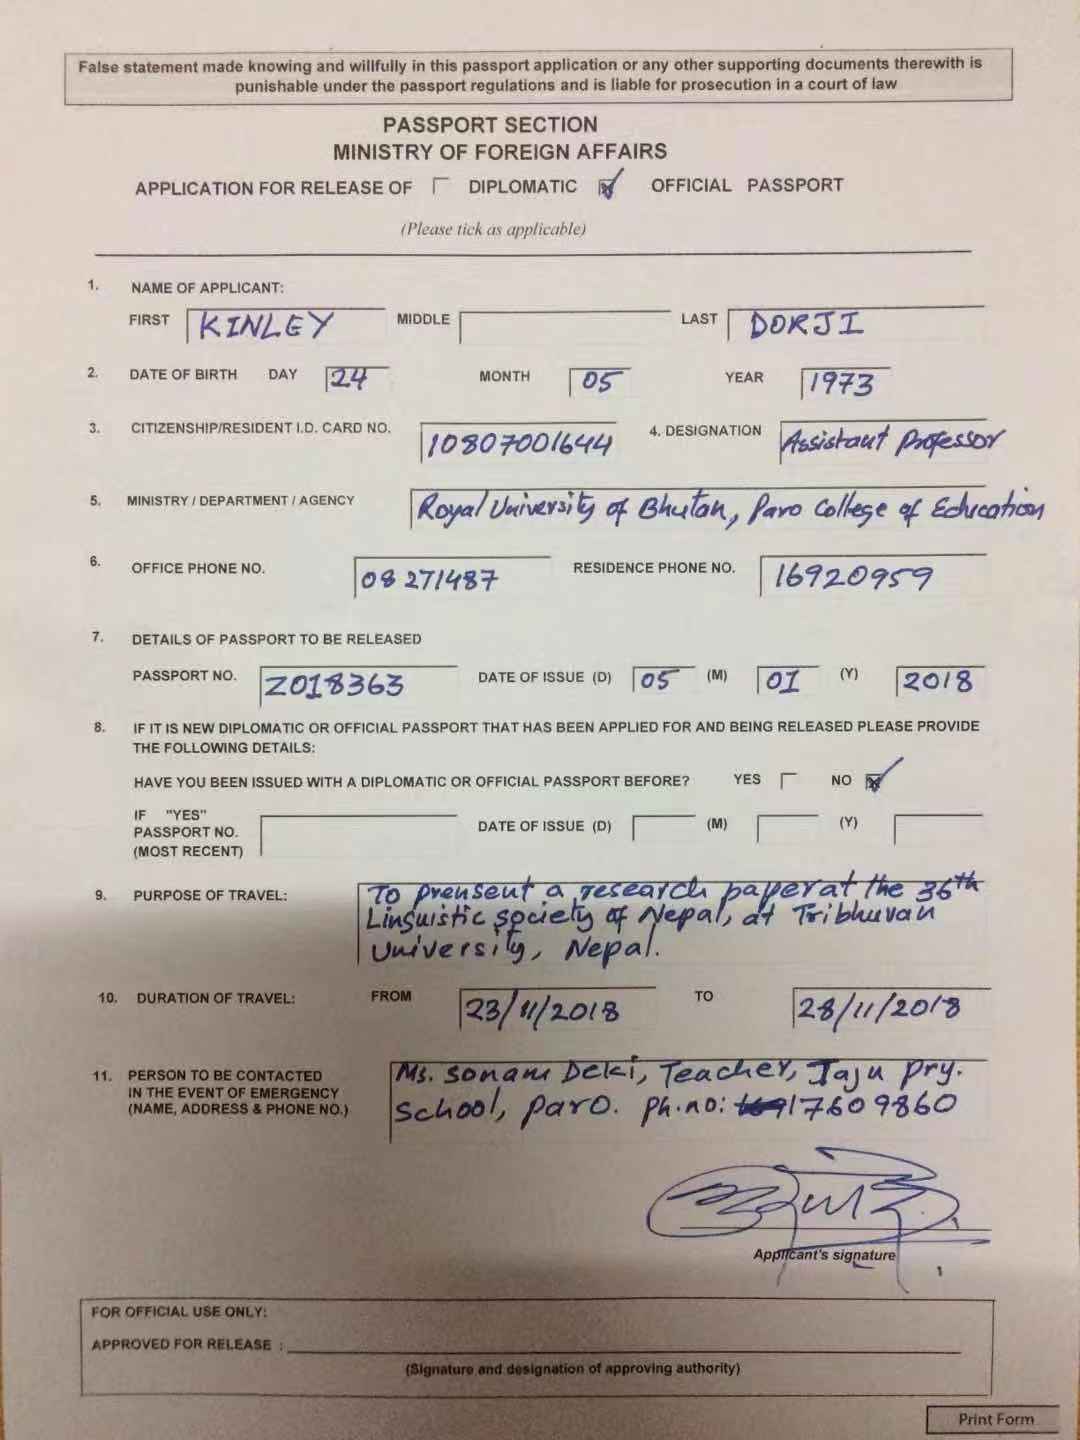 False statement made knowing and willfully in this passport application or any other supporting documents therewith is
punishable under the passport regulations and is liable for prosecution in a court of law
PASSPORT SECTION
MINISTRY OF FOREIGN AFFAIRS
APPLICATION FOR RELEASE OF DIPLOMATIC OFFICIAL PASSPORT
(Please tick as applicable)
1. NAME OF APPLICANT:
FIRST KINLEY MIDDLE LAST DORJI
2. DATE OF BIRTH DAY 24 MONTH 05 YEAR 1973
3. CITIZENSHIP/RESIDENT I.D. CARD NO. 10807001644 4. DESIGNATION Assistant Professor
5. MINISTRY / DEPARTMENT / AGENCY Royal University of Bhutan, Paro College of Education
6. OFFICE PHONE NO. 08 271487 RESIDENCE PHONE NO. 16920959
7. DETAILS OF PASSPORT TO BE RELEASED
PASSPORT NO. Z018363 DATE OF ISSUE (D) 05 (M) 01 (Y) 2018
8. IF IT IS NEW DIPLOMATIC OR OFFICIAL PASSPORT THAT HAS BEEN APPLIED FOR AND BEING RELEASED PLEASE PROVIDE
THE FOLLOWING DETAILS:
HAVE YOU BEEN ISSUED WITH A DIPLOMATIC OR OFFICIAL PASSPORT BEFORE? YES NO
IF "YES"
PASSPORT NO. DATE OF ISSUE (D) (M) (Y)
(MOST RECENT)
9. PURPOSE OF TRAVEL: To prensent a research paper at the 36th
Linguistic society of Nepal, at Tribhuvan
University, Nepal.
10. DURATION OF TRAVEL: FROM 23/11/2018 TO 28/11/2018
11. PERSON TO BE CONTACTED Ms. Sonam Deki, Teacher, Taju pry.
IN THE EVENT OF EMERGENCY School, paro. ph.no: 17609860
(NAME, ADDRESS & PHONE NO.)
Applicant's signature
1
FOR OFFICIAL USE ONLY:
APPROVED FOR RELEASE :
(Signature and designation of approving authority)
Print Form